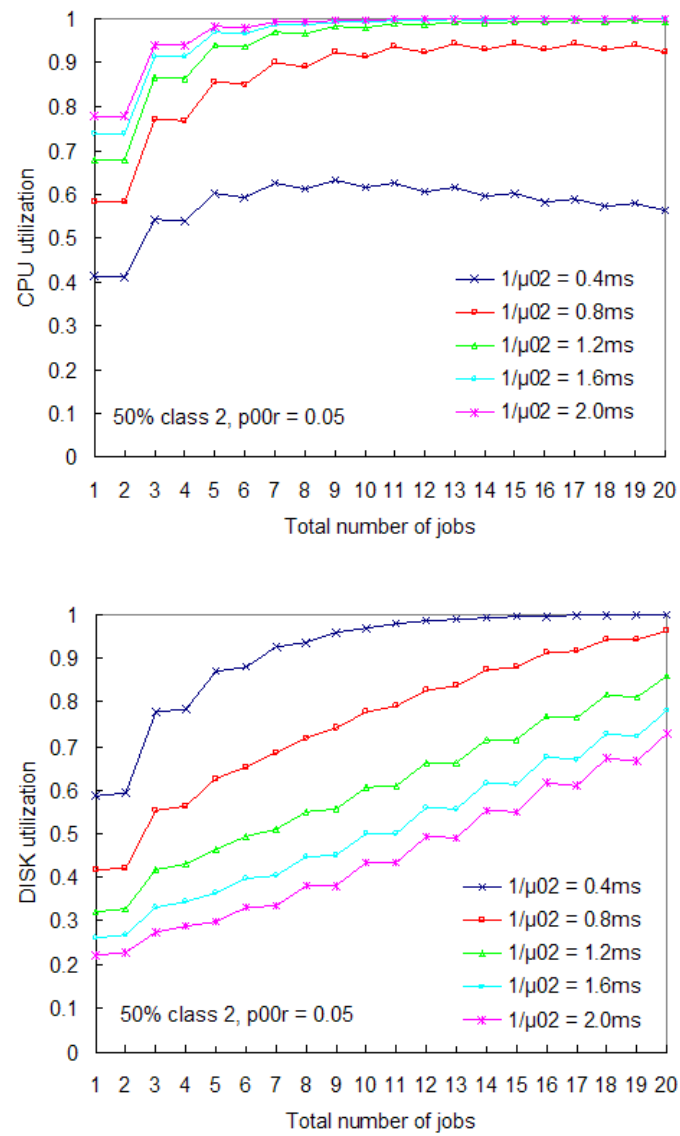 1
0.9
0.8
0.7
0.6
0.5
0.4
0.3
0.2
0.1
0
CPU utilization
1/µ02 = 0.4ms
1/µ02 = 0.8ms
1/µ02 = 1.2ms
1/µ02 = 1.6ms
1/µ02 = 2.0ms
50% class 2, p00r = 0.05
1 2 3 4 5 6 7 8 9 10 11 12 13 14 15 16 17 18 19 20
Total number of jobs
1
0.9
0.8
0.7
0.6
0.5
0.4
0.3
0.2
0.1
0
DISK utilization
1/µ02 = 0.4ms
1/µ02 = 0.8ms
1/µ02 = 1.2ms
1/µ02 = 1.6ms
1/µ02 = 2.0ms
50% class 2, p00r = 0.05
1 2 3 4 5 6 7 8 9 10 11 12 13 14 15 16 17 18 19 20
Total number of jobs